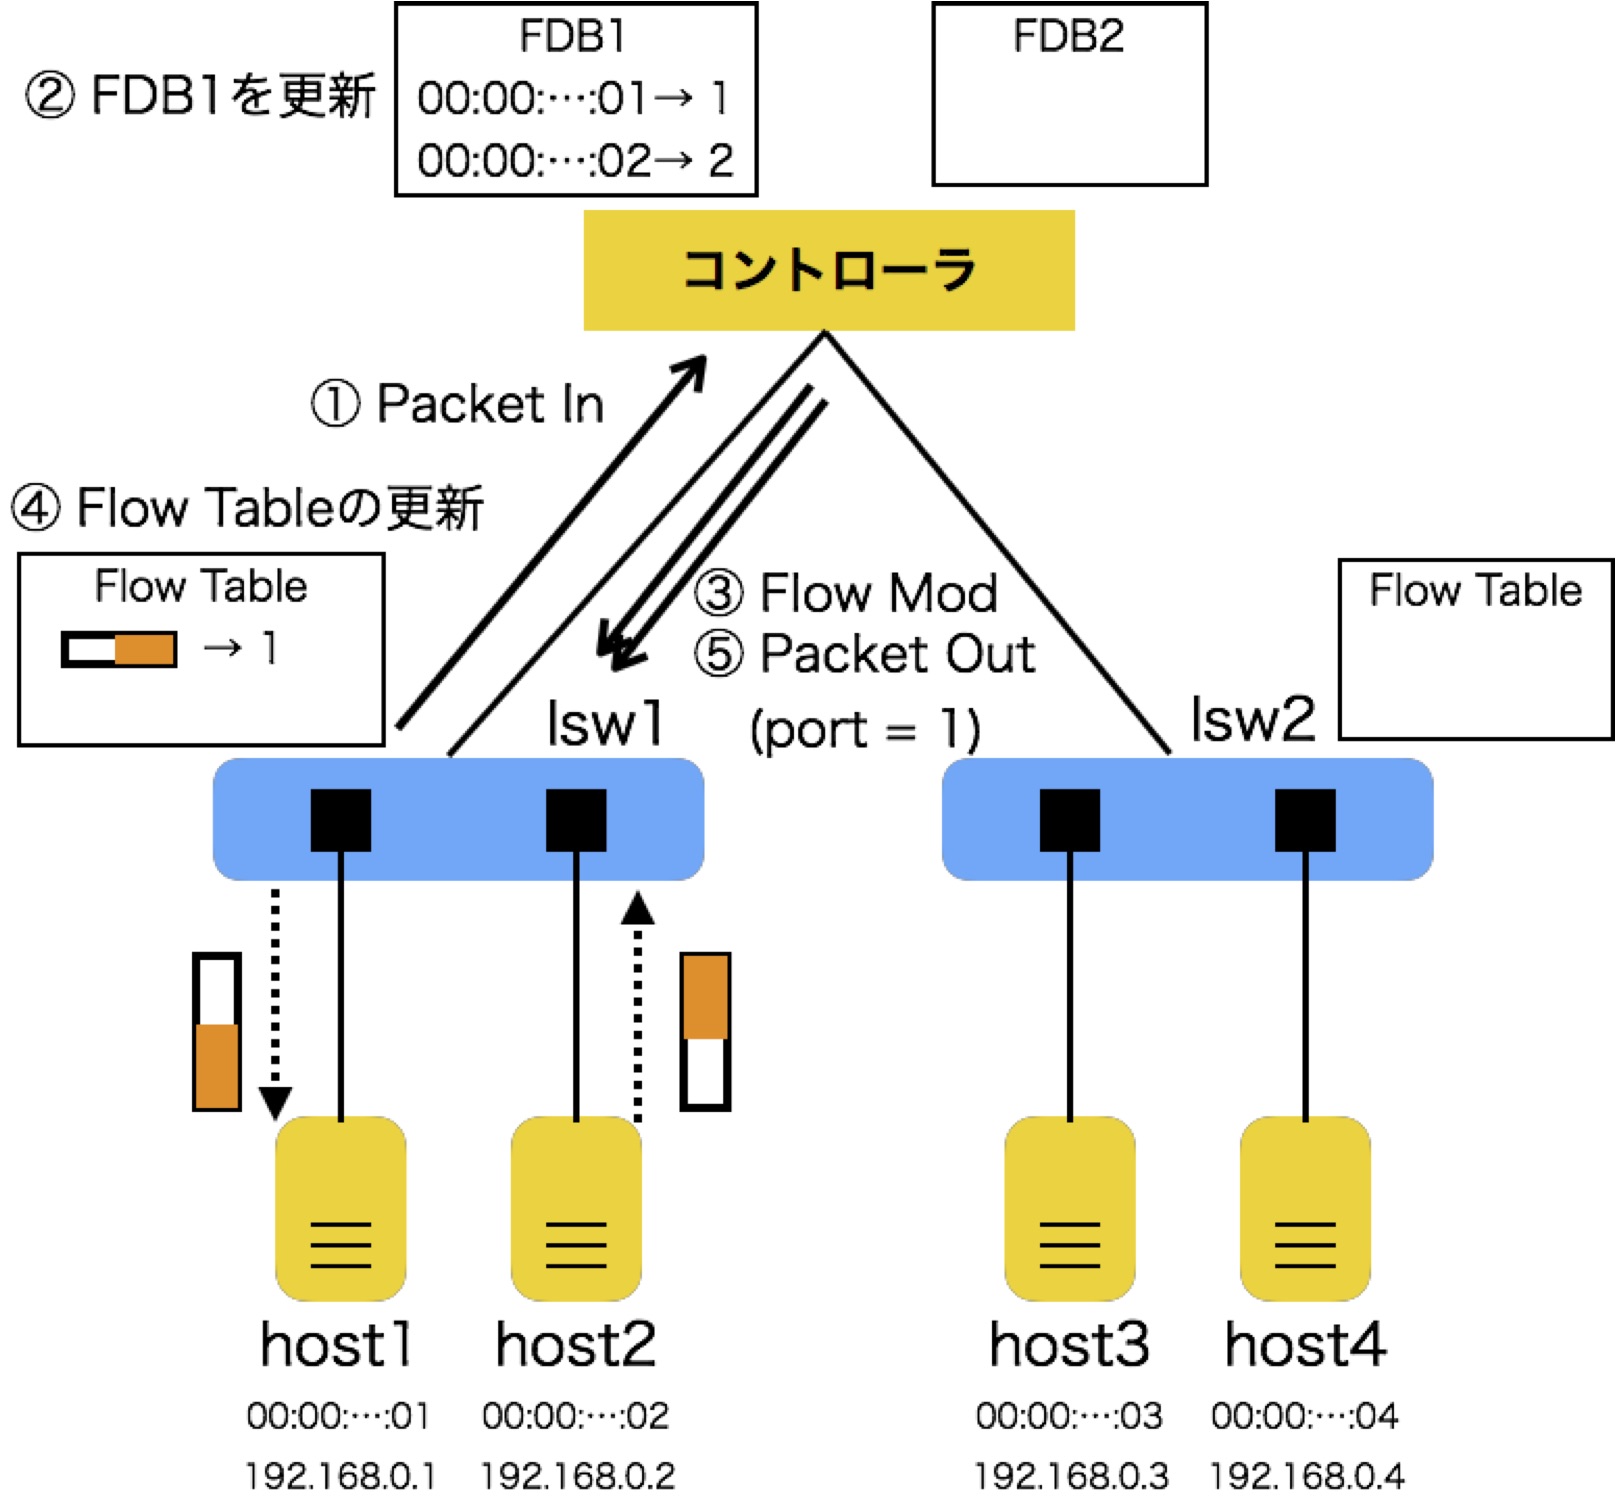 FDB1
00:00:…:01→ 1
00:00:…:02→ 2
FDB2
② FDB1を更新
コントローラ
① Packet In
④ Flow Tableの更新
Flow Table
→ 1
③ Flow Mod
⑤ Packet Out
(port = 1)
lsw1
lsw2
Flow Table
host1
00:00:…:01
192.168.0.1
host2
00:00:…:02
192.168.0.2
host3
00:00:…:03
192.168.0.3
host4
00:00:…:04
192.168.0.4